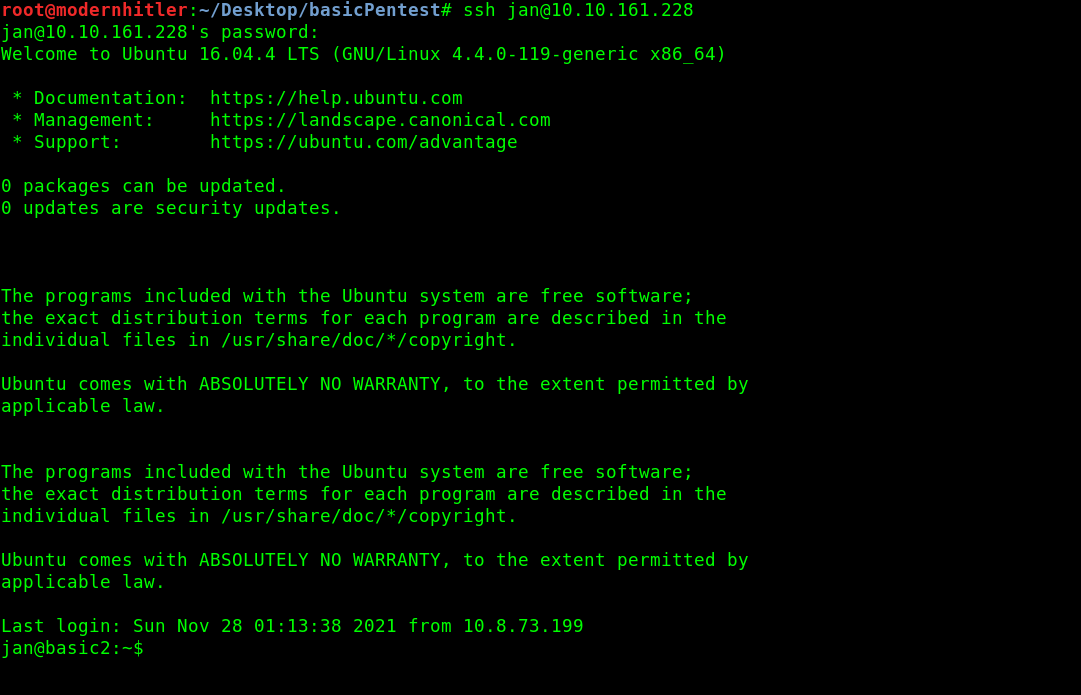 root@modernhitler:~/Desktop/basicPentest# ssh jan@10.10.161.228
jan@10.10.161.228's password:
Welcome to Ubuntu 16.04.4 LTS (GNU/Linux 4.4.0-119-generic x86_64)
* Documentation:  https://help.ubuntu.com
* Management:     https://landscape.canonical.com
* Support:        https://ubuntu.com/advantage
0 packages can be updated.
0 updates are security updates.
The programs included with the Ubuntu system are free software;
the exact distribution terms for each program are described in the
individual files in /usr/share/doc/*/copyright.
Ubuntu comes with ABSOLUTELY NO WARRANTY, to the extent permitted by
applicable law.
The programs included with the Ubuntu system are free software;
the exact distribution terms for each program are described in the
individual files in /usr/share/doc/*/copyright.
Ubuntu comes with ABSOLUTELY NO WARRANTY, to the extent permitted by
applicable law.
Last login: Sun Nov 28 01:13:38 2021 from 10.8.73.199
jan@basic2:~$